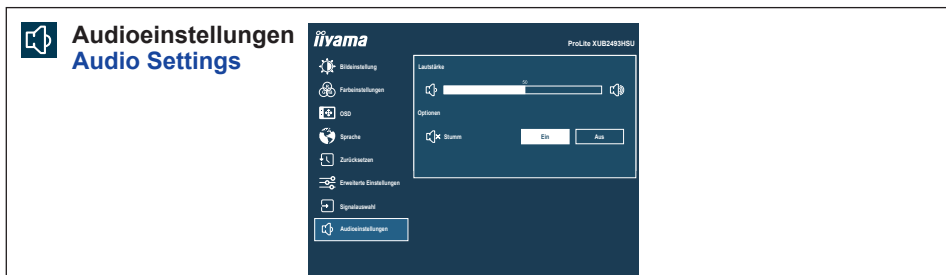 Audioeinstellungen
Audio Settings
iiyama
ProLite XUB2493HSU
Bildeinstellung
Farbeinstellungen
OSD
Sprache
Zurücksetzen
Erweiterte Einstellungen
Signalauswahl
Audioeinstellungen
Lautstärke
50
Optionen
Stumm Ein Aus